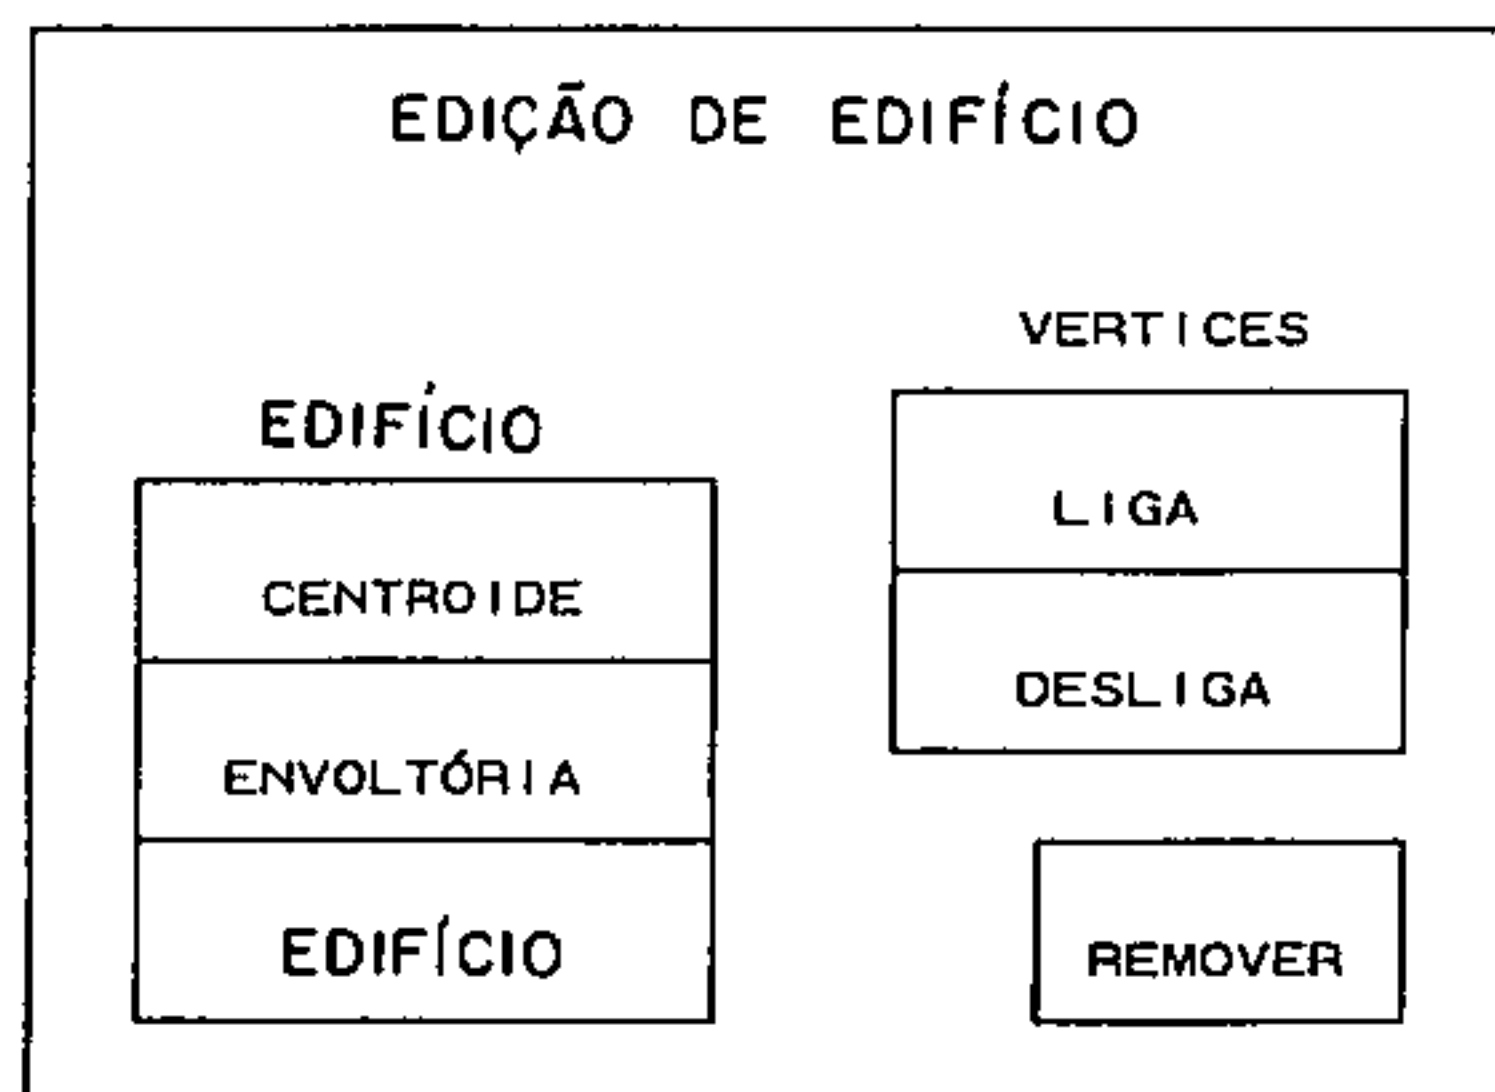 EDIÇÃO DE EDIFÍCIO
EDIFÍCIO
CENTROIDE
ENVOLTÓRIA
EDIFÍCIO
VERTICES
LIGA
DESLIGA
REMOVER